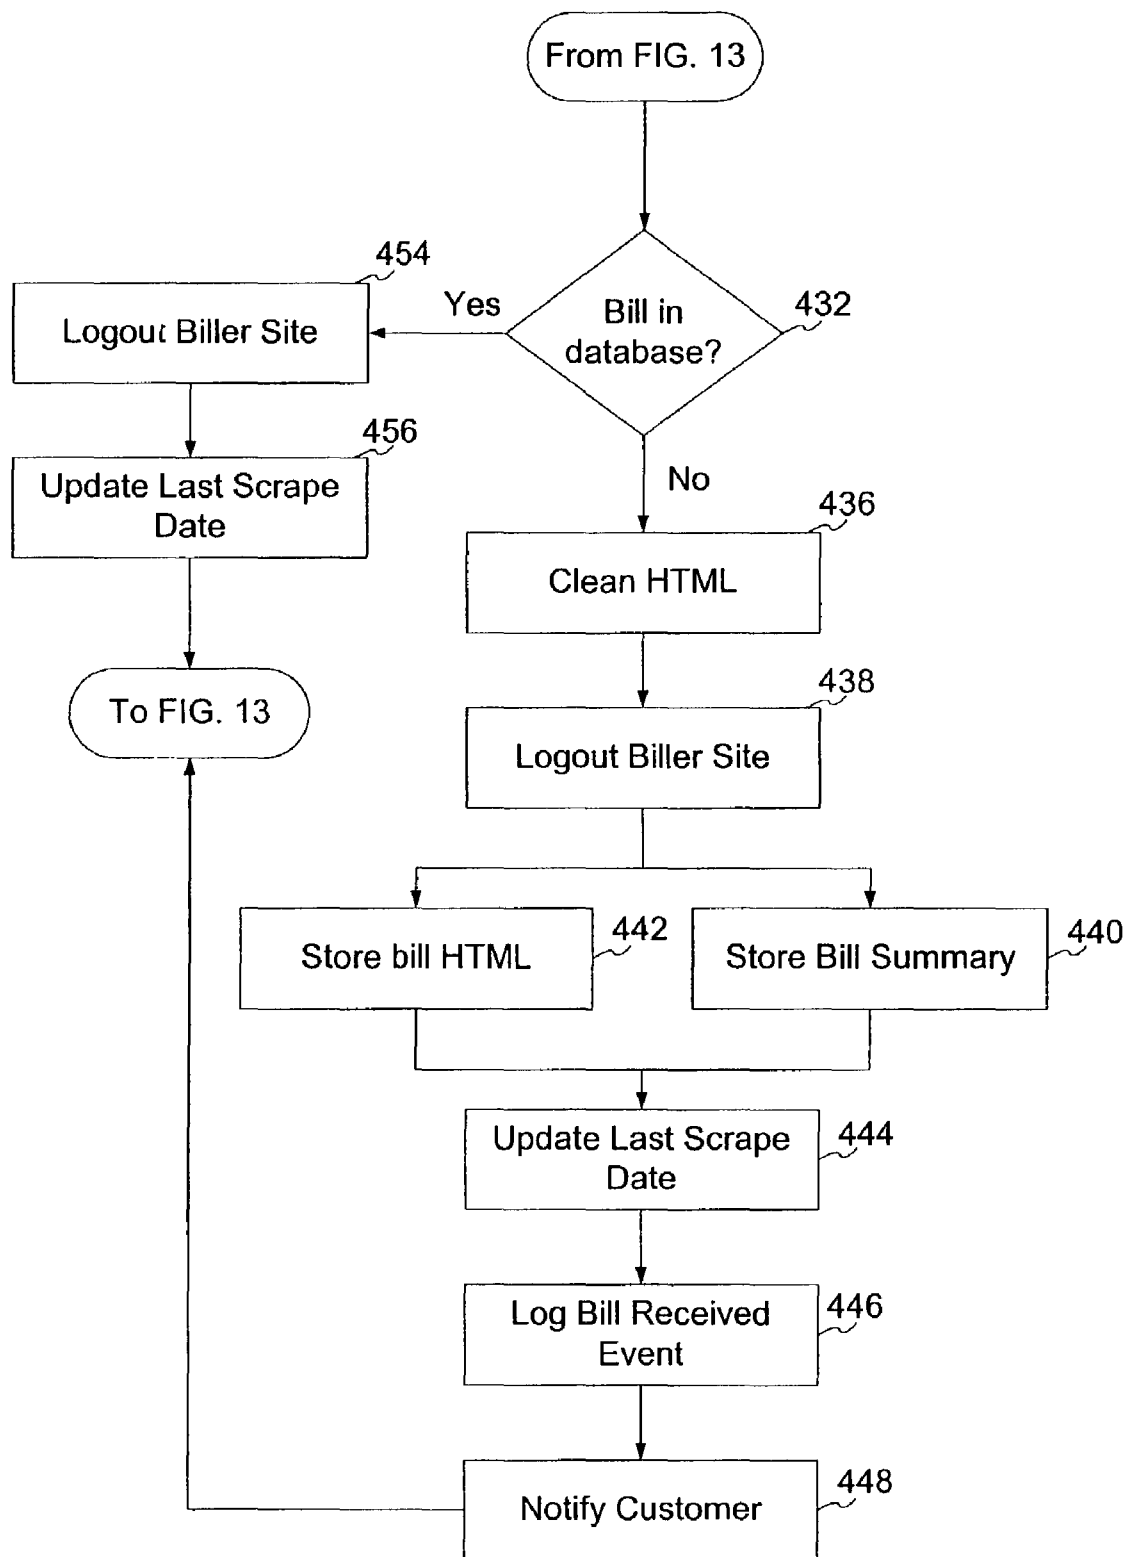 From FIG. 13
454
Yes
Logout Biller Site
Bill in
database?
432
456
Update Last Scrape
Date
No
436
Clean HTML
To FIG. 13
438
Logout Biller Site
Store bill HTML
442
Store Bill Summary
440
Update Last Scrape
Date
444
Log Bill Received
Event
446
Notify Customer
448